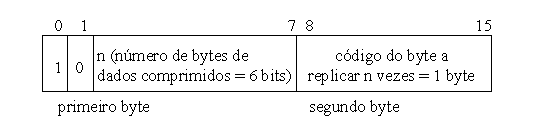 0 1 7 8 15
1 0 n (número de bytes de dados comprimidos = 6 bits) código do byte a replicar n vezes = 1 byte
primeiro byte segundo byte